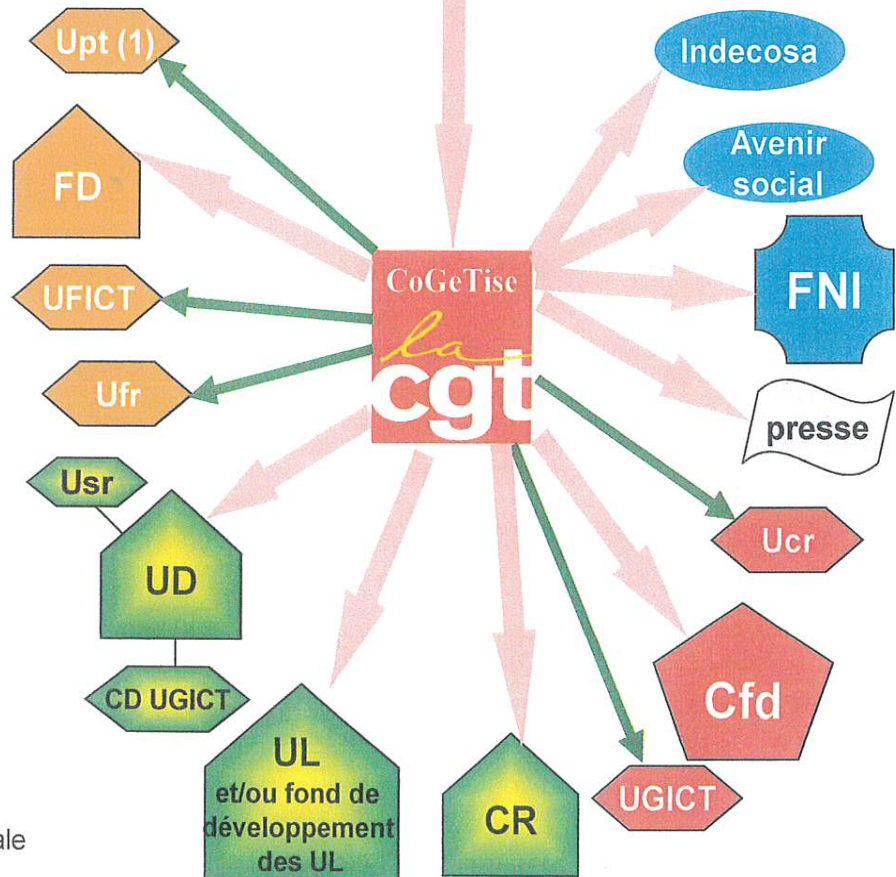 Upt (1)
Indecosa
FD
Avenir
social
CoGeTise
UFICT
FNI
la
cgt
Ufr
presse
Usr
Ucr
UD
CD UGICT
Cfd
UL
et/ou fond de
développement
des UL
CR
UGICT
ale